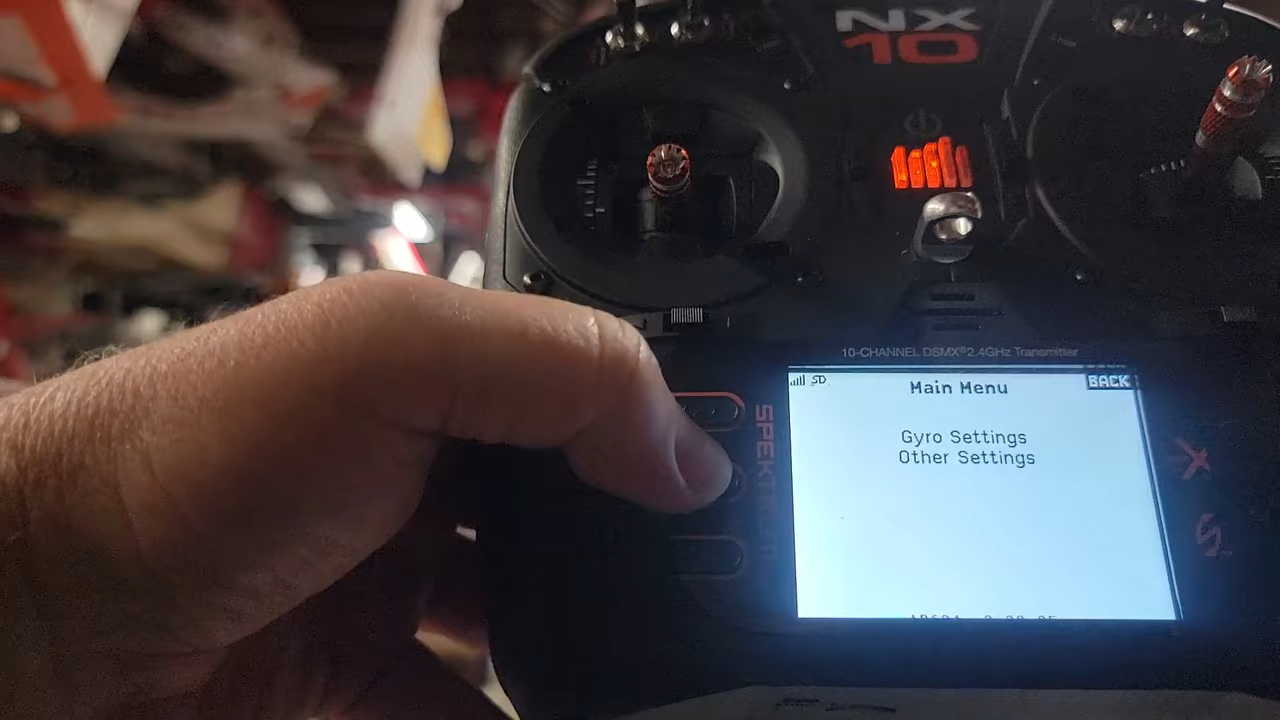 NX
10
10-CHANNEL DSMX® 2.4GHz Transmitter
SD
Main Menu
BACK
Gyro Settings
Other Settings